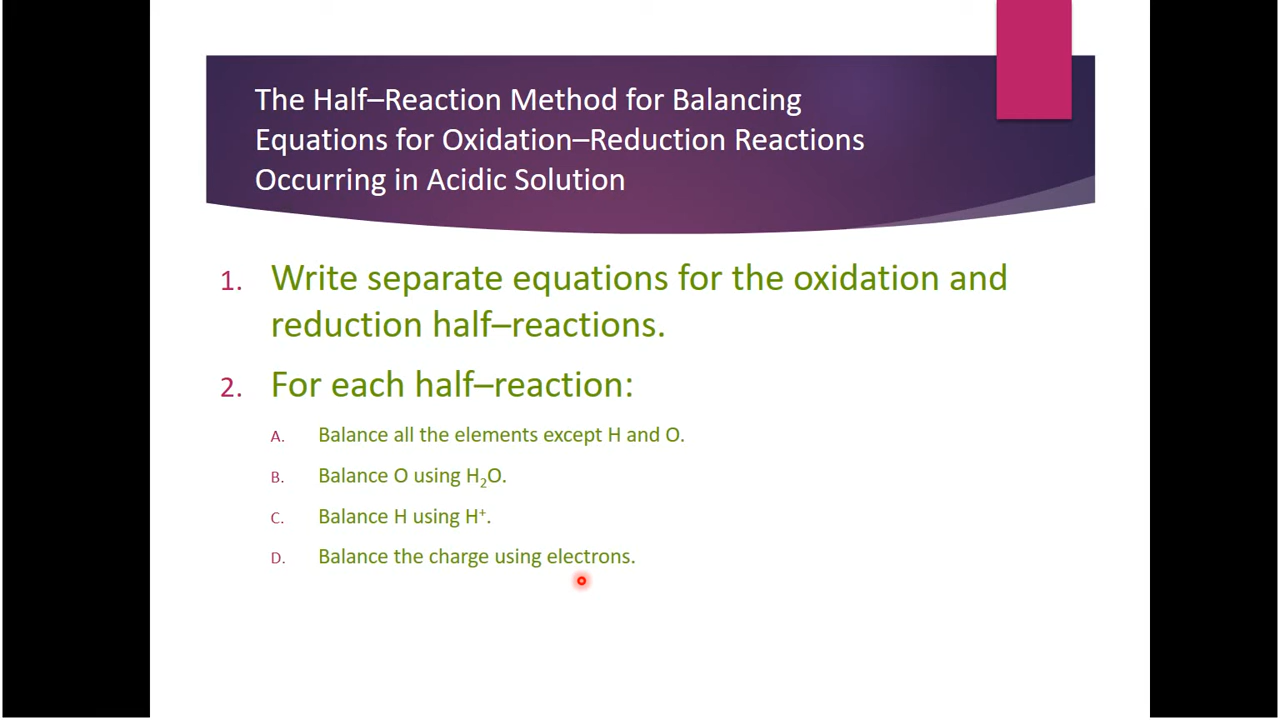 The Half–Reaction Method for Balancing
Equations for Oxidation–Reduction Reactions
Occurring in Acidic Solution
1. Write separate equations for the oxidation and
reduction half–reactions.
2. For each half–reaction:
A. Balance all the elements except H and O.
B. Balance O using H₂O.
C. Balance H using H⁺.
D. Balance the charge using electrons.